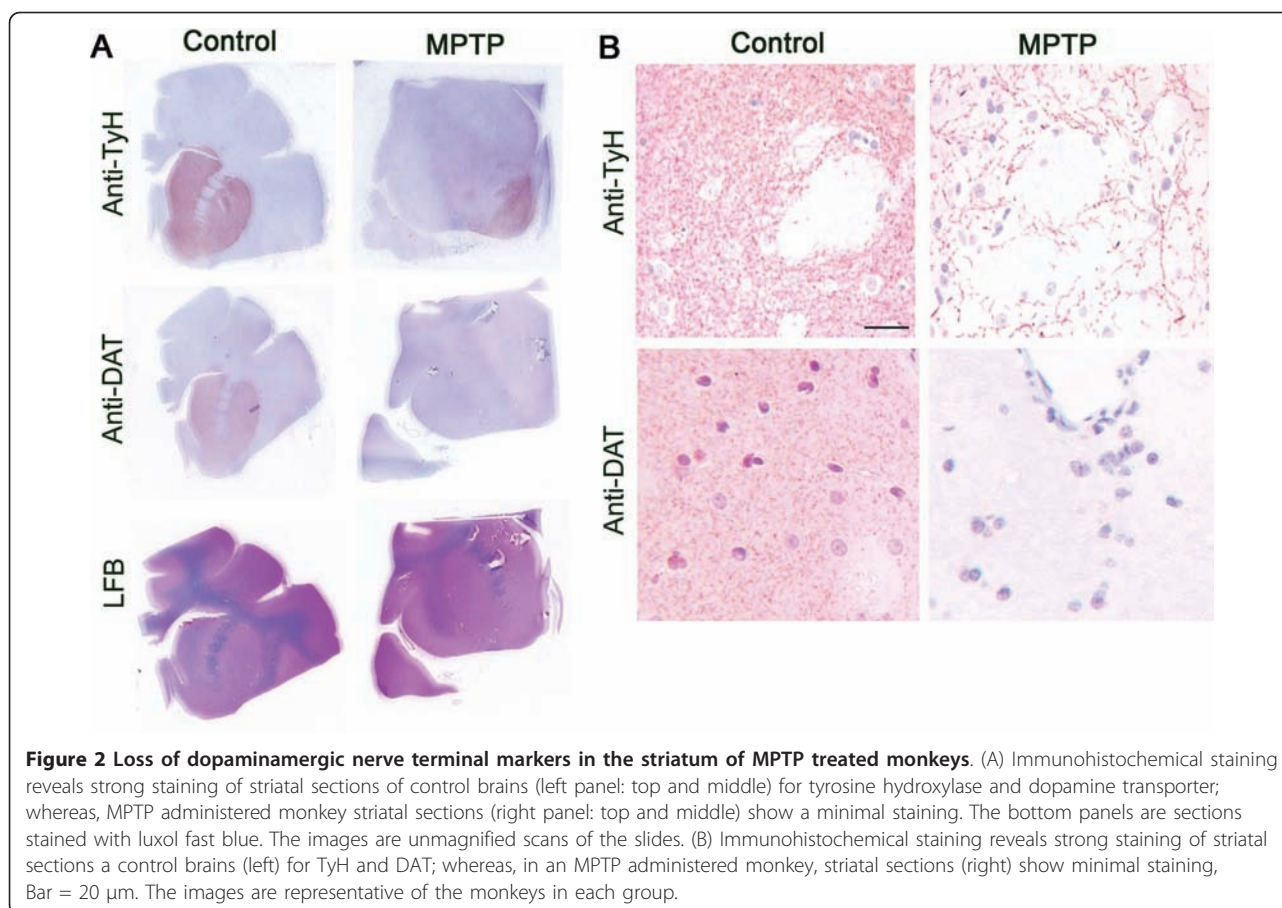 A
Control
MPTP
B
Control
MPTP
Anti-TyH
Anti-DAT
LFB
Anti-TyH
Anti-DAT
Figure 2 Loss of dopaminamergic nerve terminal markers in the striatum of MPTP treated monkeys. (A) Immunohistochemical staining
reveals strong staining of striatal sections of control brains (left panel: top and middle) for tyrosine hydroxylase and dopamine transporter;
whereas, MPTP administered monkey striatal sections (right panel: top and middle) show a minimal staining. The bottom panels are sections
stained with luxol fast blue. The images are unmagnified scans of the slides. (B) Immunohistochemical staining reveals strong staining of striatal
sections a control brains (left) for TyH and DAT; whereas, in an MPTP administered monkey, striatal sections (right) show minimal staining,
Bar = 20 μm. The images are representative of the monkeys in each group.